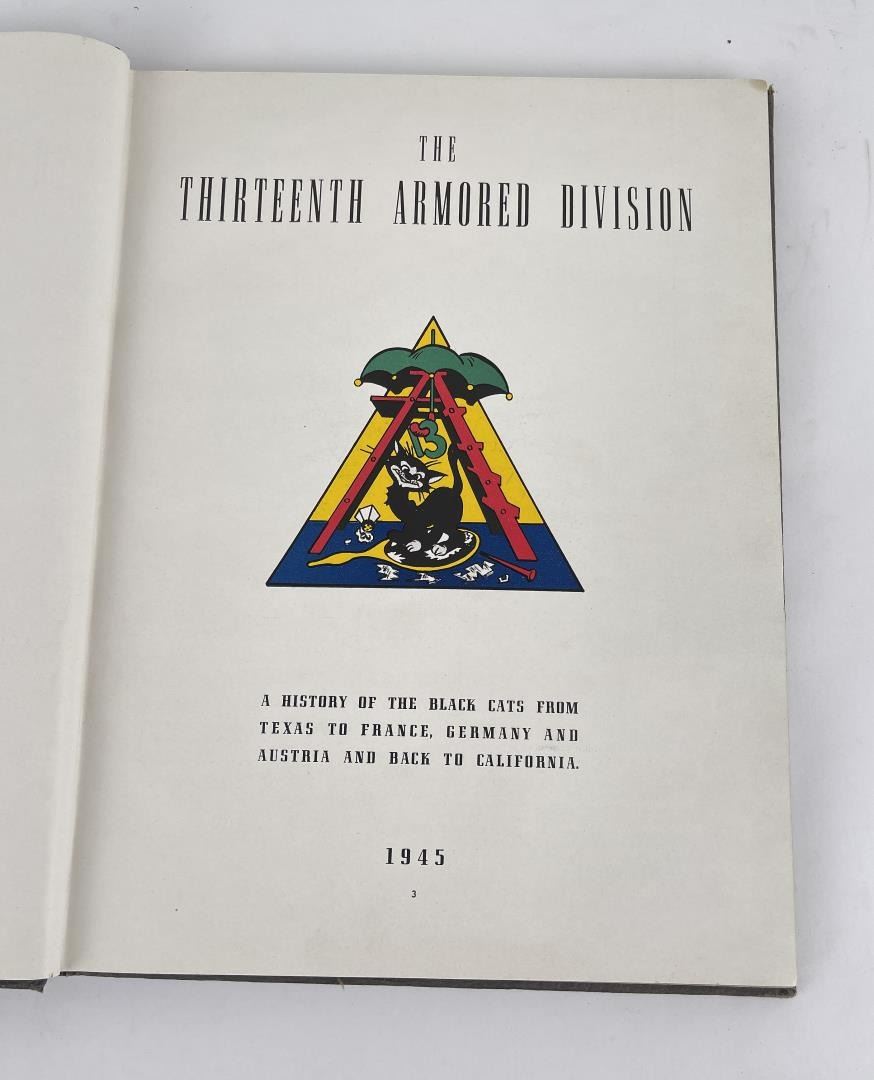 THE
THIRTEENTH ARMORED DIVISION
13
A HISTORY OF THE BLACK CATS FROM
TEXAS TO FRANCE, GERMANY AND
AUSTRIA AND BACK TO CALIFORNIA.
1945
3